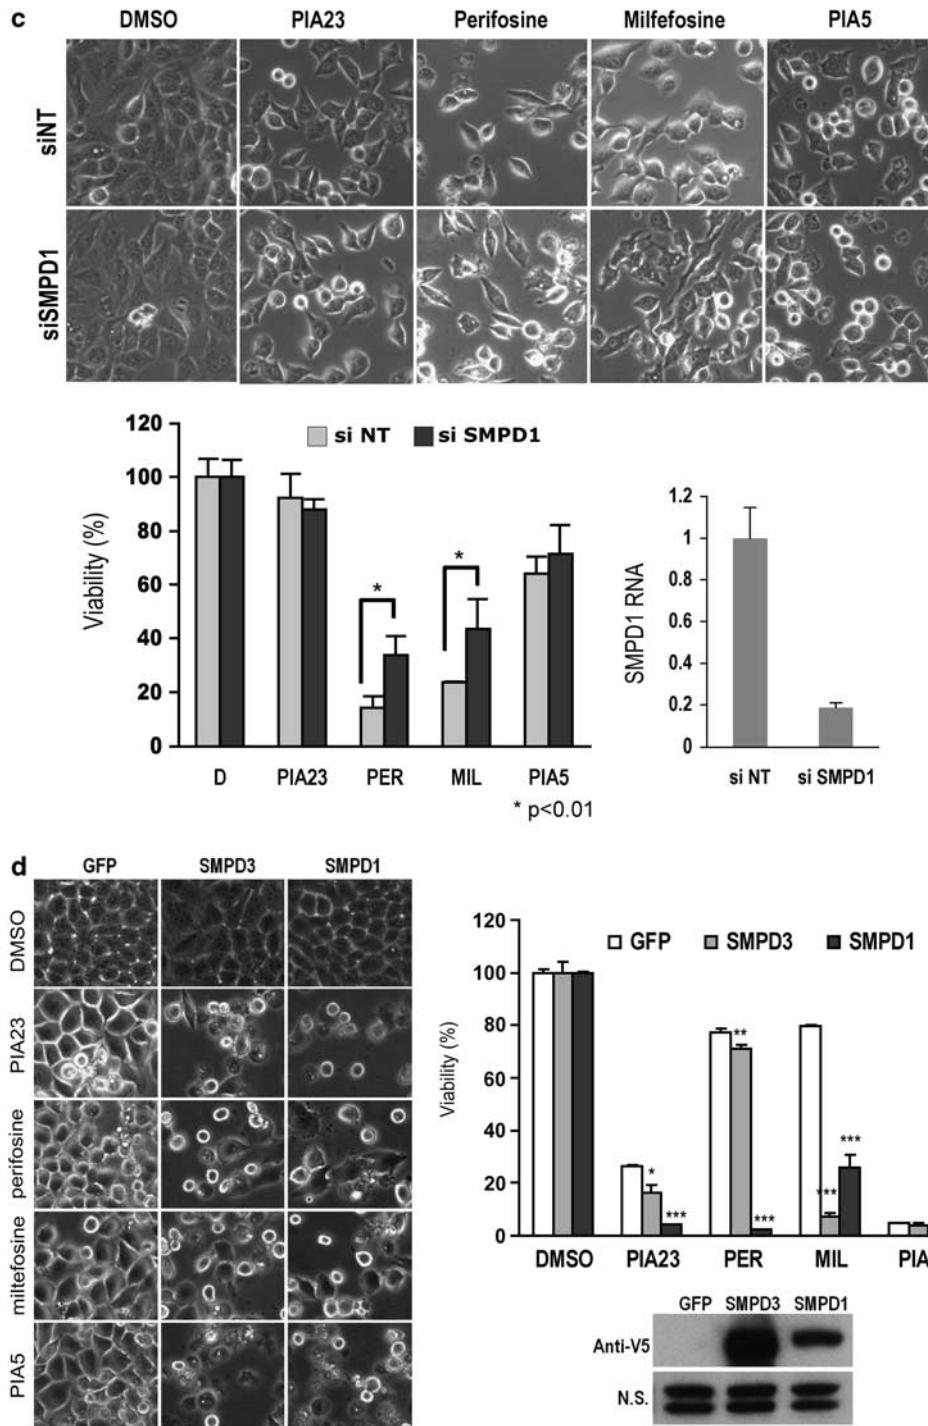 c
DMSO PIA23 Perifosine Milfefosine PIA5
siNT
siSMPD1
120
100
80
60
40
20
0
Viability (%)
si NT si SMPD1
* *
D PIA23 PER MIL PIA5
* p<0.01
1.2
1
0.8
0.6
0.4
0.2
0
SMPD1 RNA
si NT si SMPD1
d
GFP SMPD3 SMPD1
DMSO
PIA23
perifosine
miltefosine
PIA5
120
100
80
60
40
20
0
Viability (%)
GFP SMPD3 SMPD1
* *** ** *** *** ***
DMSO PIA23 PER MIL PIA
GFP SMPD3 SMPD1
Anti-V5
N.S.